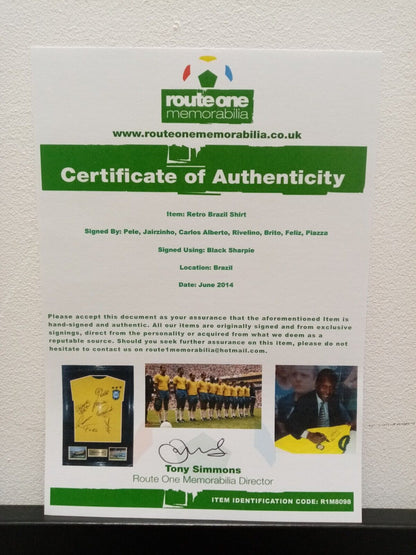 route one
memorabilia
www.routeonememorabilia.co.uk
Certificate of Authenticity
Item: Retro Brazil Shirt
Signed By: Pele, Jairzinho, Carlos Alberto, Rivelino, Brito, Feliz, Piazza
Signed Using: Black Sharpie
Location: Brazil
Date: June 2014
Please accept this document as your assurance that the aforementioned item is
hand-signed and authentic. All our items are originally signed and from exclusive
signings, direct from the personality or acquired from what we deem as a
reputable source. Should you seek further assurance on this item, please do not
hesitate to contact us on route1memorabilia@hotmail.com.
Tony Simmons
Route One Memorabilia Director
ITEM IDENTIFICATION CODE: R1M8098